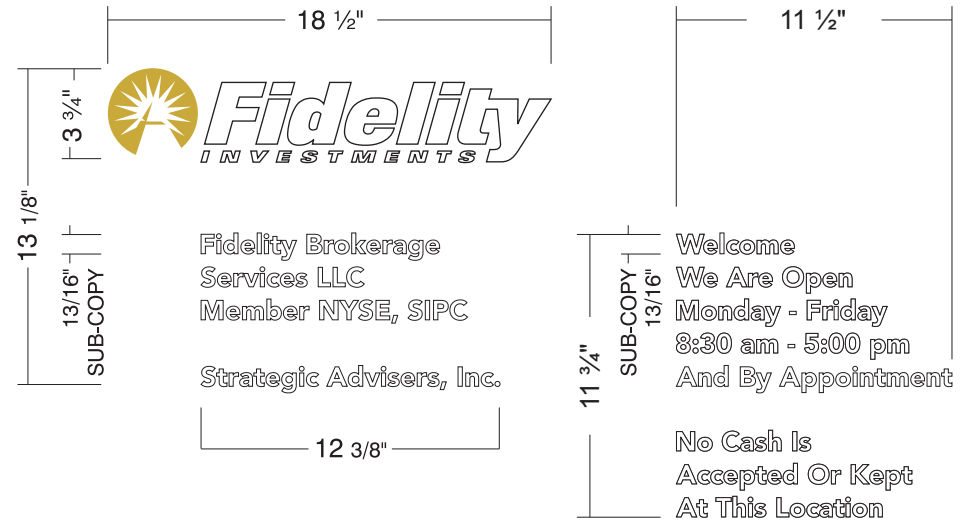 18 ½"
11 ½"
3 ¾"
Fidelity
INVESTMENTS
13 1/8"
13/16"
SUB-COPY
Fidelity Brokerage
Services LLC
Member NYSE, SIPC
Strategic Advisers, Inc.
12 3/8"
11 ¾"
SUB-COPY
13/16"
Welcome
We Are Open
Monday - Friday
8:30 am - 5:00 pm
And By Appointment
No Cash Is
Accepted Or Kept
At This Location